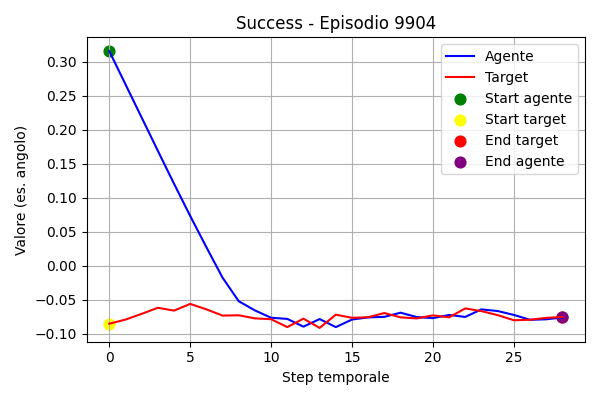 Success - Episodio 9904
Valore (es. angolo)
0.30
0.25
0.20
0.15
0.10
0.05
0.00
−0.05
−0.10
Agente
Target
Start agente
Start target
End target
End agente
0 5 10 15 20 25
Step temporale